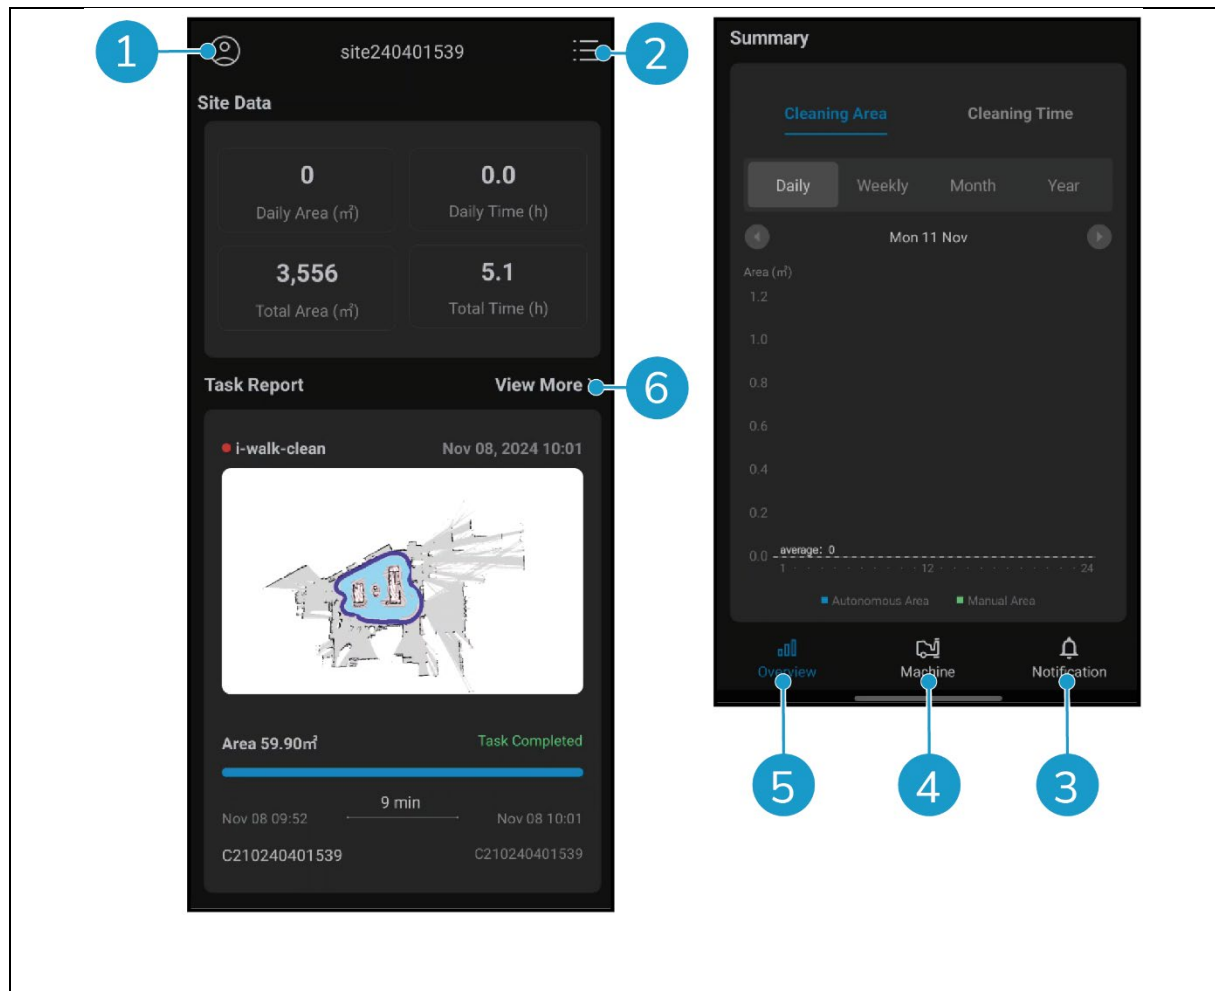 1
site240401539
2
Site Data
0
0.0
Daily Area (㎡)
Daily Time (h)
3,556
5.1
Total Area (㎡)
Total Time (h)
Task Report
View More
6
i-walk-clean
Nov 08, 2024 10:01
Area 59.90㎡
Task Completed
9 min
Nov 08 09:52
Nov 08 10:01
C210240401539
C210240401539
Summary
Cleaning Area
Cleaning Time
Daily
Weekly
Month
Year
Mon 11 Nov
Area (㎡)
1.2
1.0
0.8
0.6
0.4
0.2
average: 0
0.0
1
12
24
Autonomous Area
Manual Area
Overview
Machine
Notification
5
4
3